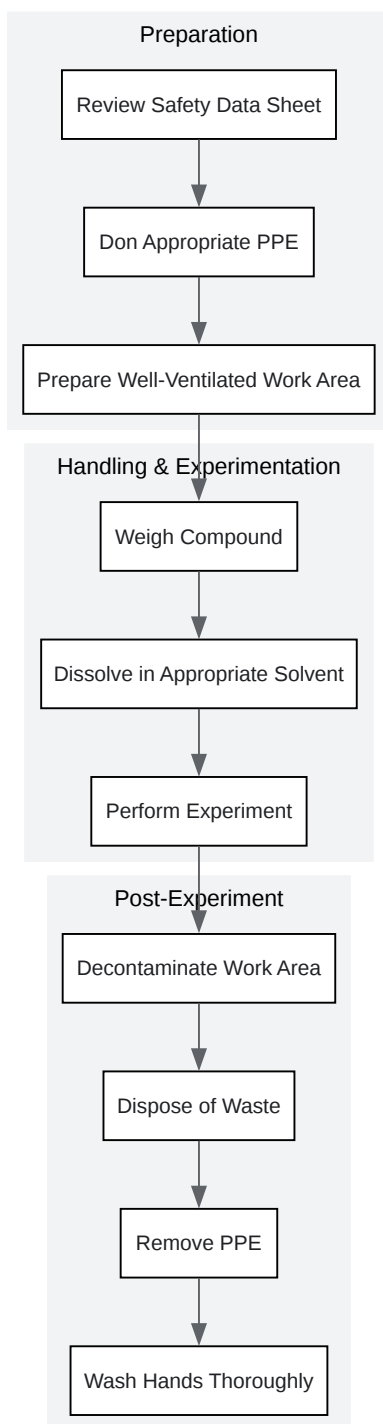 Preparation
Review Safety Data Sheet
Don Appropriate PPE
Prepare Well-Ventilated Work Area
Handling & Experimentation
Weigh Compound
Dissolve in Appropriate Solvent
Perform Experiment
Post-Experiment
Decontaminate Work Area
Dispose of Waste
Remove PPE
Wash Hands Thoroughly